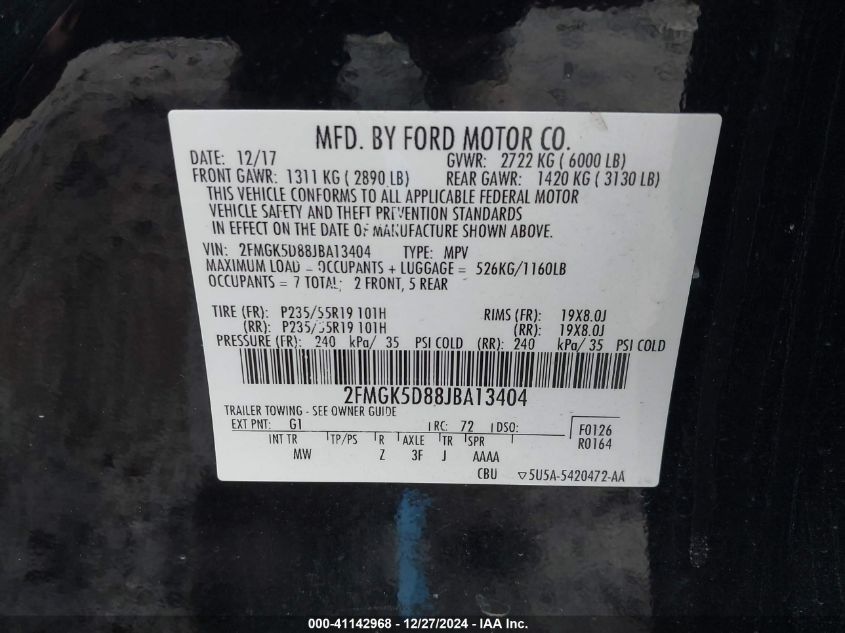 MFD. BY FORD MOTOR CO.
DATE: 12/17 GVWR: 2722 KG ( 6000 LB)
FRONT GAWR: 1311 KG ( 2890 LB) REAR GAWR: 1420 KG ( 3130 LB)
THIS VEHICLE CONFORMS TO ALL APPLICABLE FEDERAL MOTOR
VEHICLE SAFETY AND THEFT PREVENTION STANDARDS
IN EFFECT ON THE DATE OF MANUFACTURE SHOWN ABOVE.
VIN: 2FMGK5D88JBA13404 TYPE: MPV
MAXIMUM LOAD = OCCUPANTS + LUGGAGE = 526KG/1160LB
OCCUPANTS = 7 TOTAL: 2 FRONT, 5 REAR
TIRE (FR): P235/55R19 101H RIMS (FR): 19X8.0J
(RR): P235/55R19 101H (RR): 19X8.0J
PRESSURE (FR): 240 kPa/ 35 PSI COLD (RR): 240 kPa/ 35 PSI COLD
2FMGK5D88JBA13404
TRAILER TOWING - SEE OWNER GUIDE
EXT PNT: G1 RC: 72 DSO: F0126
INT TR TP/PS R AXLE TR SPR R0164
MW Z 3F J AAAA
CBU ▽5U5A-5420472-AA
000-41142968 - 12/27/2024 - IAAI.com.